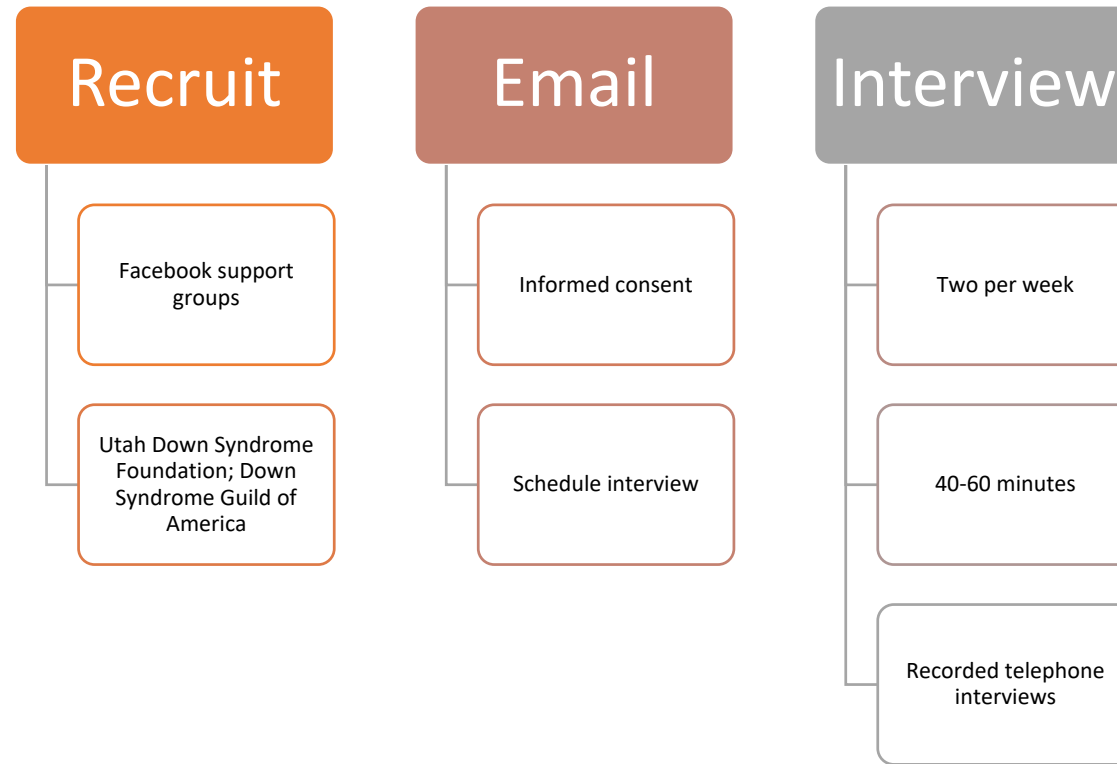 Recruit
Facebook support
groups
Utah Down Syndrome
Foundation; Down
Syndrome Guild of
America
Email
Informed consent
Schedule interview
Interview
Two per week
40-60 minutes
Recorded telephone
interviews